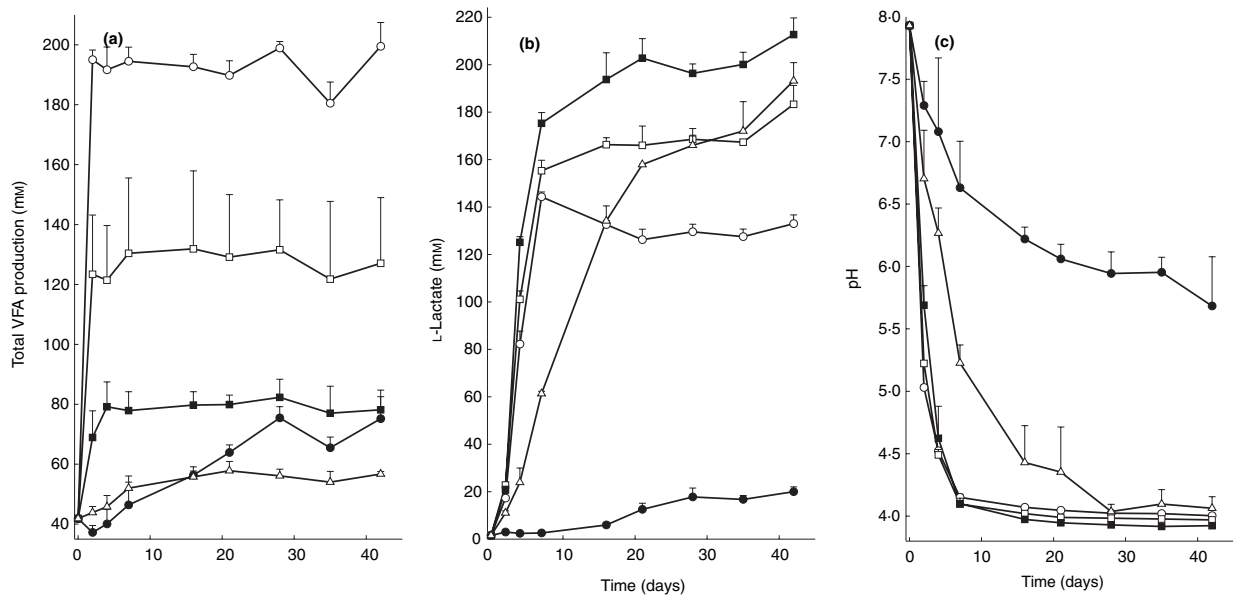 (a)
200
180
160
140
120
100
80
60
40
0 10 20 30 40
Total VFA production (mM)
(b)
220
200
180
160
140
120
100
80
60
40
20
0
0 10 20 30 40
L-Lactate (mM)
Time (days)
(c)
8·0
7·5
7·0
6·5
6·0
5·5
5·0
4·5
4·0
0 10 20 30 40
pH
Time (days)